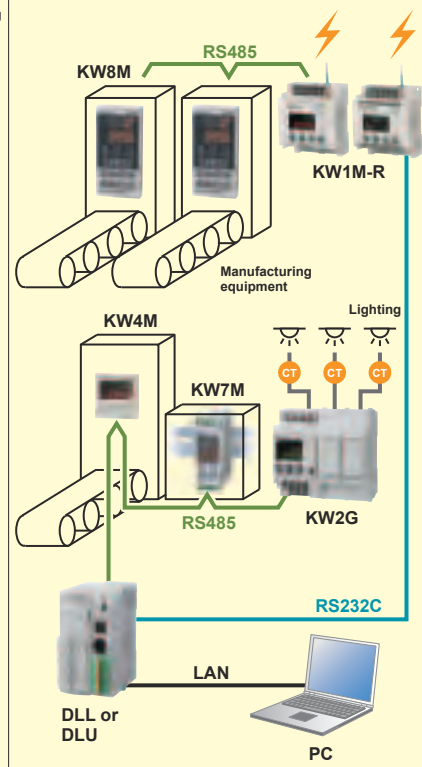 RS485
KW8M
KW1M-R
Manufacturing
equipment
Lighting
KW4M
CT
CT
CT
KW7M
KW2G
RS485
RS232C
LAN
DLL or
DLU
PC